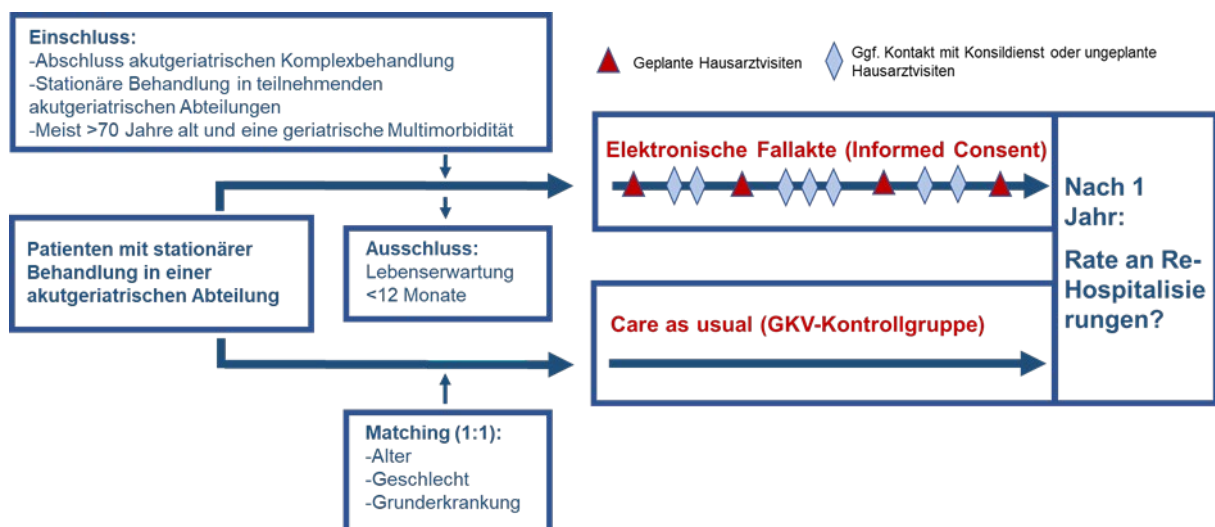 Einschluss:
-Abschluss akutgeriatrischen Komplexbehandlung
-Stationäre Behandlung in teilnehmenden
akutgeriatrischen Abteilungen
-Meist >70 Jahre alt und eine geriatrische Multimorbidität
Geplante Hausarztvisiten
Ggf. Kontakt mit Konsildienst oder ungeplante
Hausarztvisiten
Patienten mit stationärer
Behandlung in einer
akutgeriatrischen Abteilung
Ausschluss:
Lebenserwartung
<12 Monate
Matching (1:1):
-Alter
-Geschlecht
-Grunderkrankung
Elektronische Fallakte (Informed Consent)
Care as usual (GKV-Kontrollgruppe)
Nach 1
Jahr:
Rate an Re-
Hospitalisie
rungen?